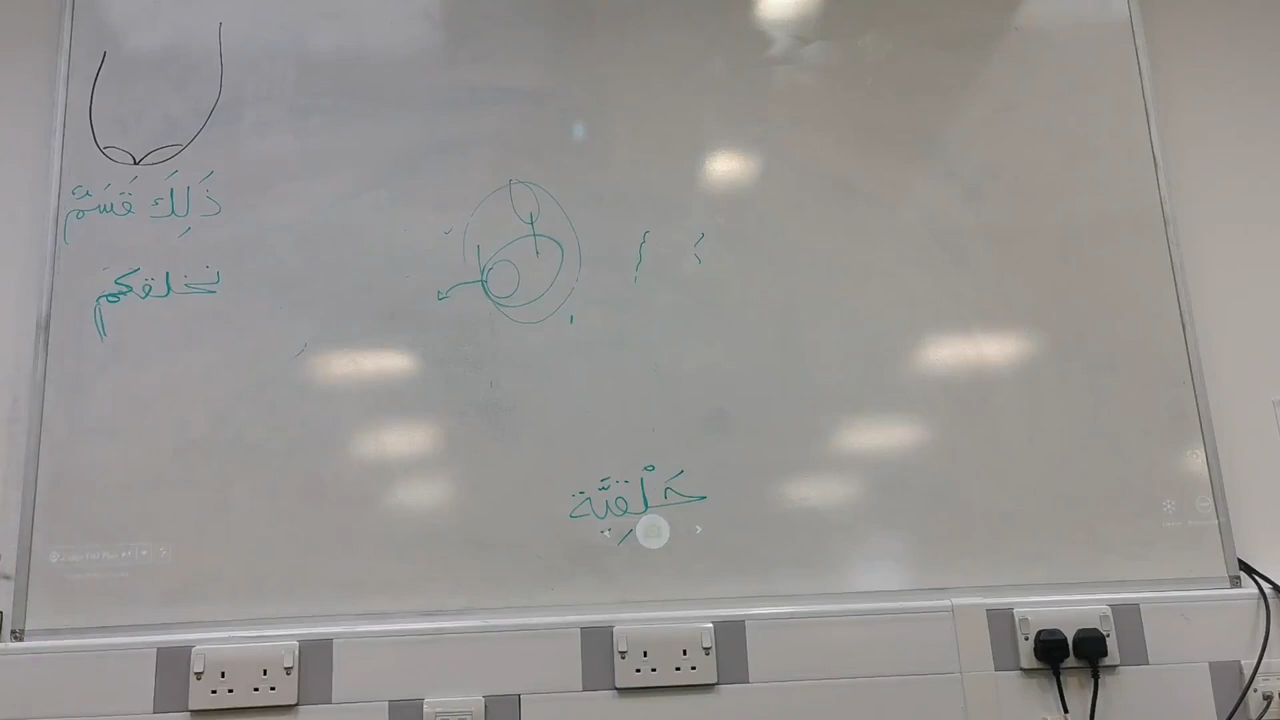 ذَلِكَ قَسَمٌ
نخلقكم
حَلْقِيَّة